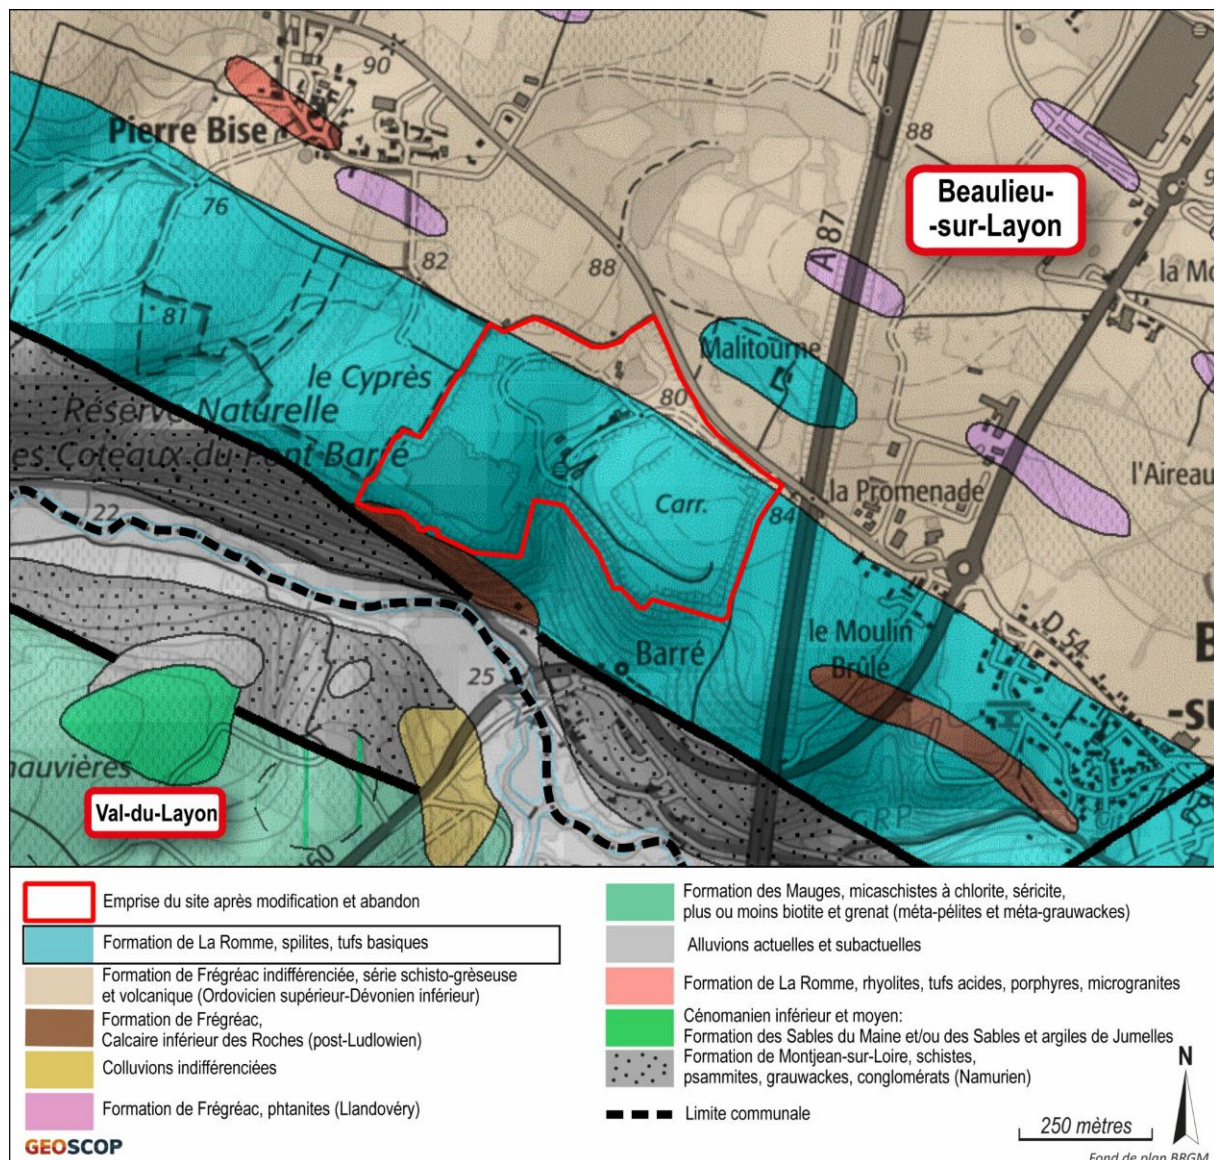 90
Pierre Bise
88
Beaulieu-
-sur-Layon
A 87
76
82
88
la Mo
81
Malitourne
le Cyprès
80
Réserve Naturelle
es Coteaux du Pont Barré
l'Aireau
Carr.
la Promenade
22
84
D 54
le Moulin
Brûlé
Barré
25
B
-su
hauvières
Val-du-Layon
60
GRP
Emprise du site après modification et abandon
Formation de La Romme, spilites, tufs basiques
Formation de Frégréac indifférenciée, série schisto-grèseuse
et volcanique (Ordovicien supérieur-Dévonien inférieur)
Formation de Frégréac,
Calcaire inférieur des Roches (post-Ludlowien)
Colluvions indifférenciées
Formation de Frégréac, phtanites (Llandovéry)
GEOSCOP
Formation des Mauges, micaschistes à chlorite, séricite,
plus ou moins biotite et grenat (méta-pélites et méta-grauwackes)
Alluvions actuelles et subactuelles
Formation de La Romme, rhyolites, tufs acides, porphyres, microgranites
Cénomanien inférieur et moyen:
Formation des Sables du Maine et/ou des Sables et argiles de Jumelles
Formation de Montjean-sur-Loire, schistes,
psammites, grauwackes, conglomérats (Namurien)
Limite communale
N
250 mètres
Fond de plan BRGM